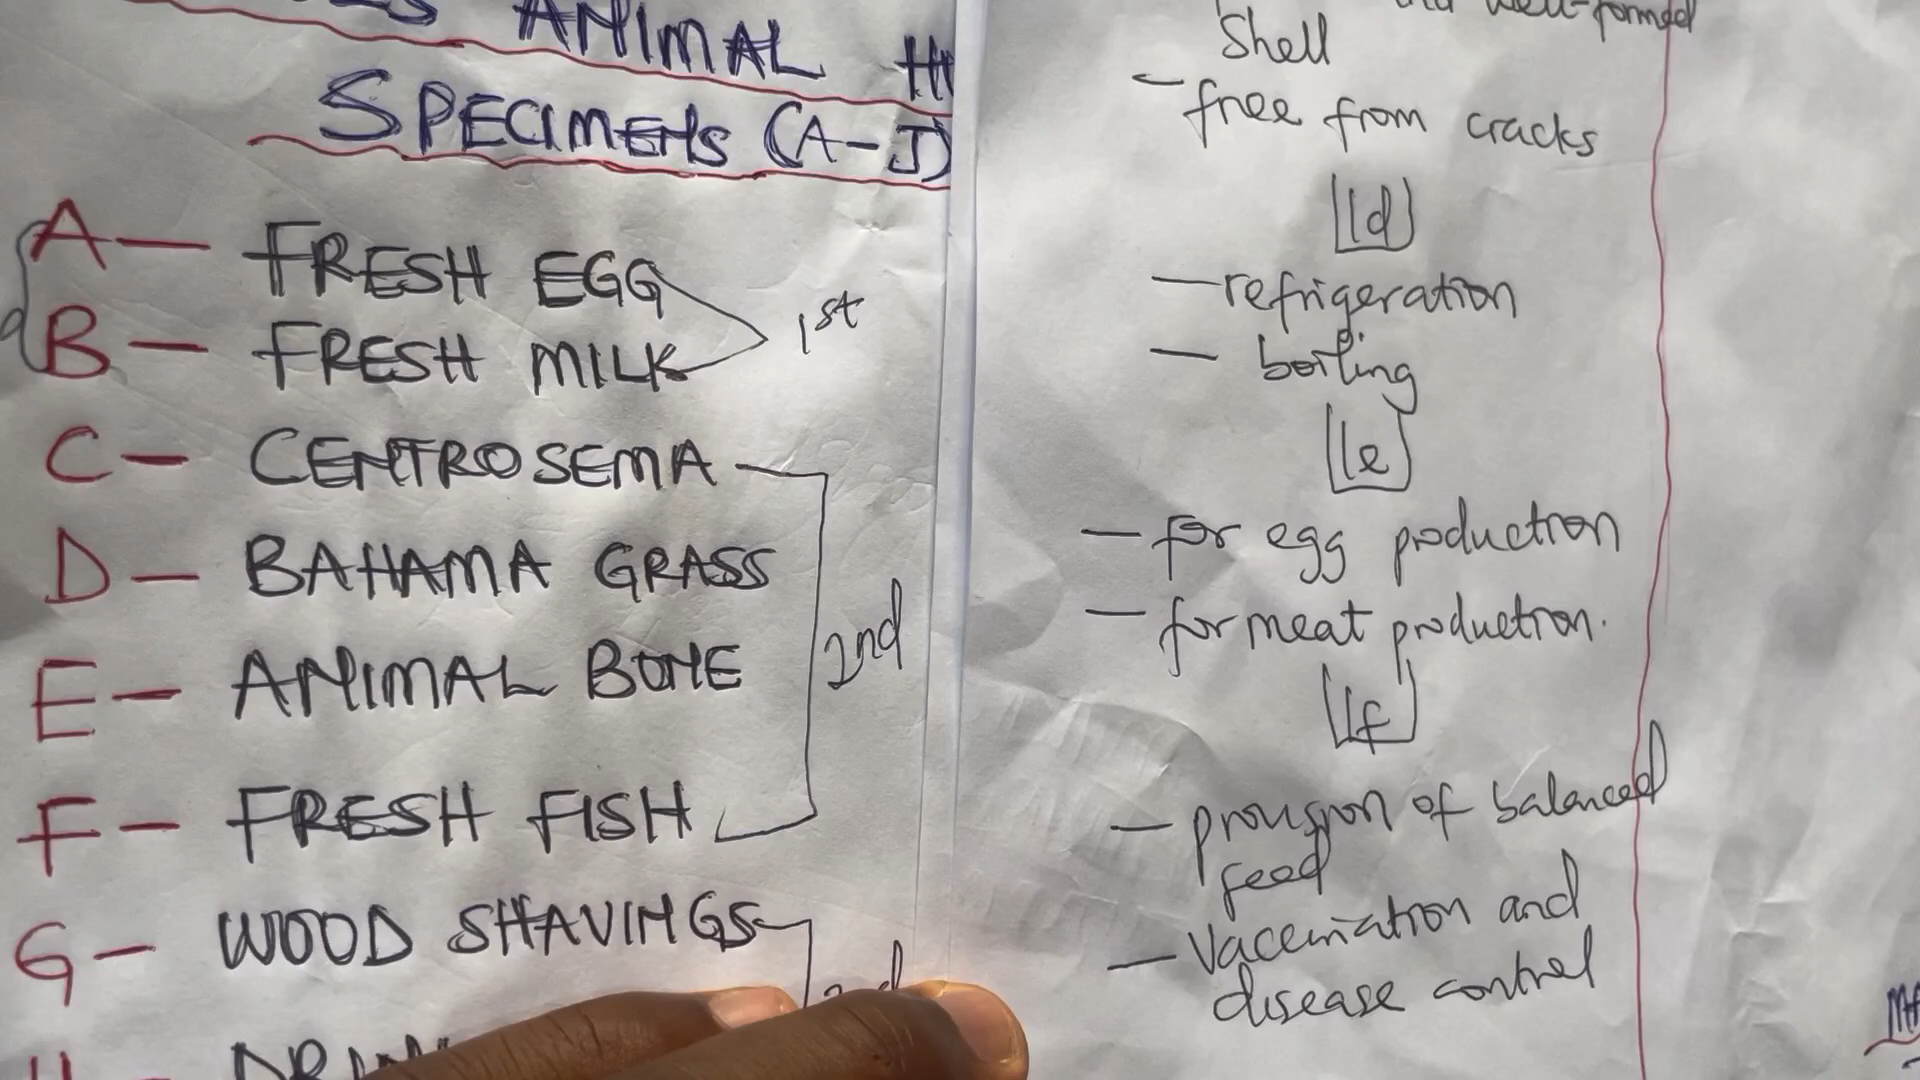 ANIMAL
SPECIMENS (A-J)
A- FRESH EGG
1st
B- FRESH MILK
C- CENTROSEMA
D- BAHAMA GRASS
2nd
E- ANIMAL BONE
F- FRESH FISH
G- WOOD SHAVINGS
well-formed
Shell
- free from cracks
1d
- refrigeration
- boiling
1e
- for egg production
- for meat production.
1f
- provision of balanced
feed
- Vaccination and
disease control